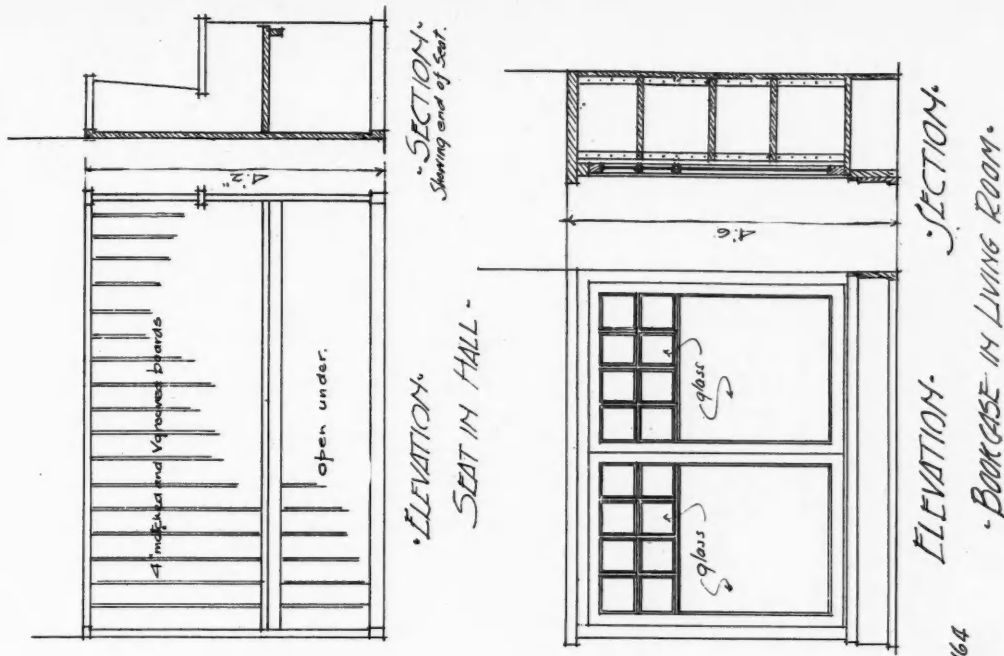 4'2"
4" matched and V grooved boards
open under.
·ELEVATION·
·SECTION·
Showing end of Seat.
SEAT IN HALL-
4'6
glass
glass
ELEVATION·
·SECTION·
·BOOKCASE IN LIVING ROOM·